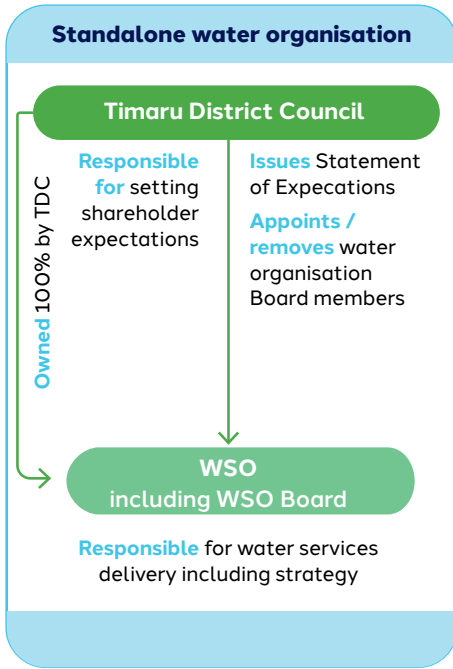 Standalone water organisation
Timaru District Council
Owned 100% by TDC
Responsible
for setting
shareholder
expectations
Issues Statement
of Expecations
Appoints /
removes water
organisation
Board members
WSO
including WSO Board
Responsible for water services
delivery including strategy